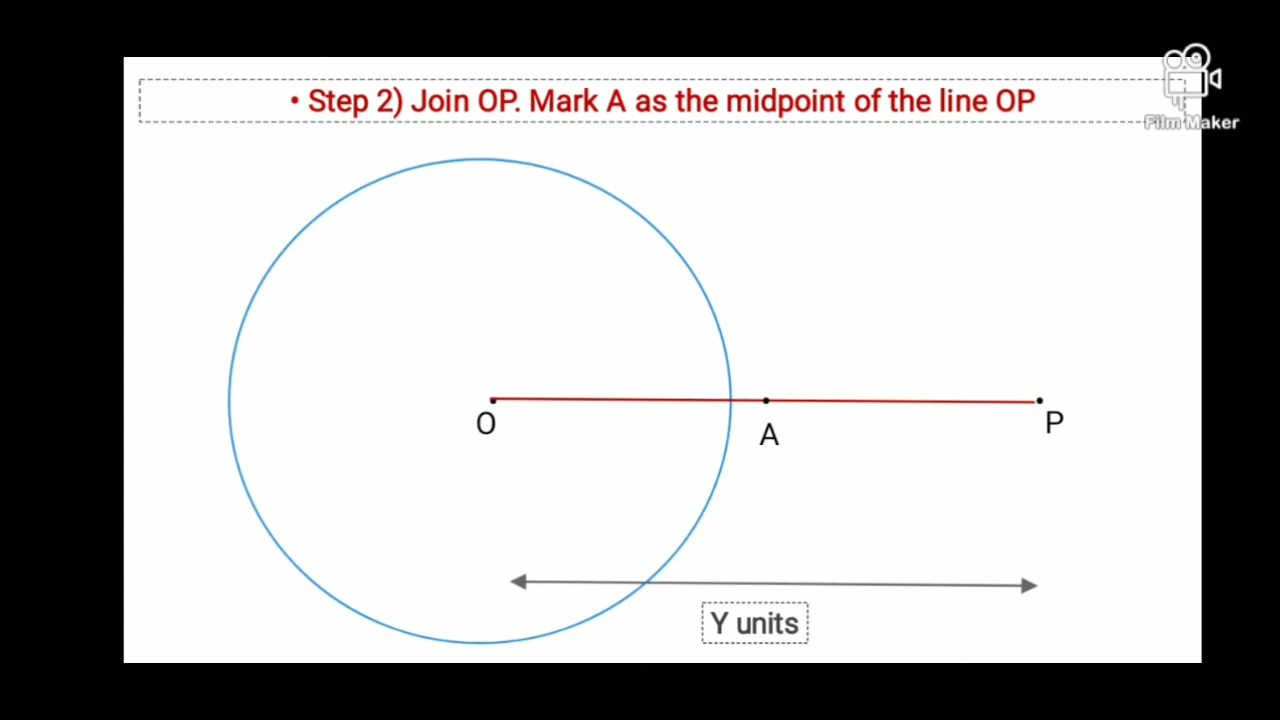 • Step 2) Join OP. Mark A as the midpoint of the line OP
Film Maker
O
A
P
Y units